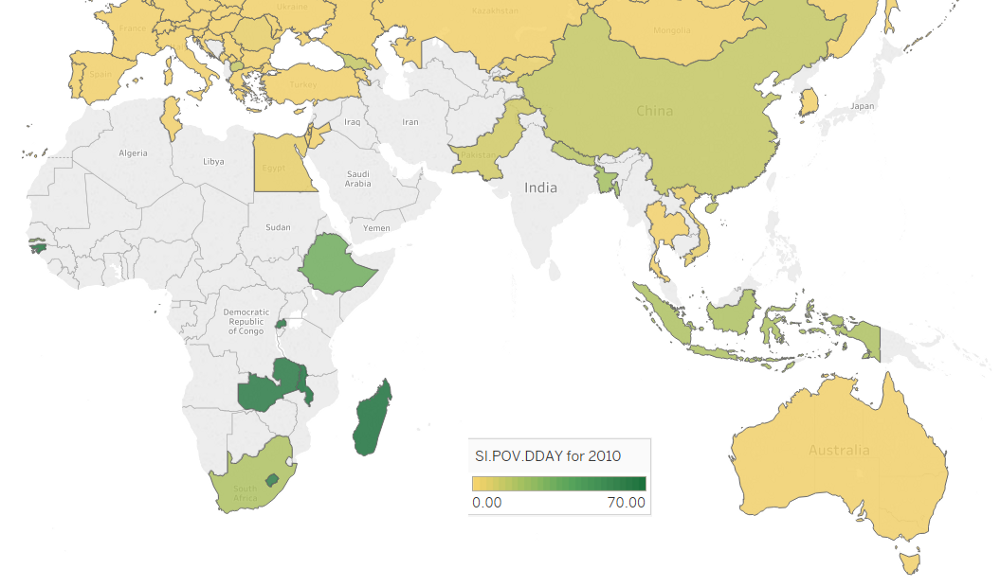 Ukraine
Kazakhstan
France
Mongolia
Spain
Turkey
China
Japan
Iraq
Iran
Algeria
Libya
Egypt
Pakistan
Saudi
Arabia
India
Sudan
Yemen
Democratic
Republic
of Congo
SI.POV.DDAY for 2010
Australia
0.00
70.00
South
Africa